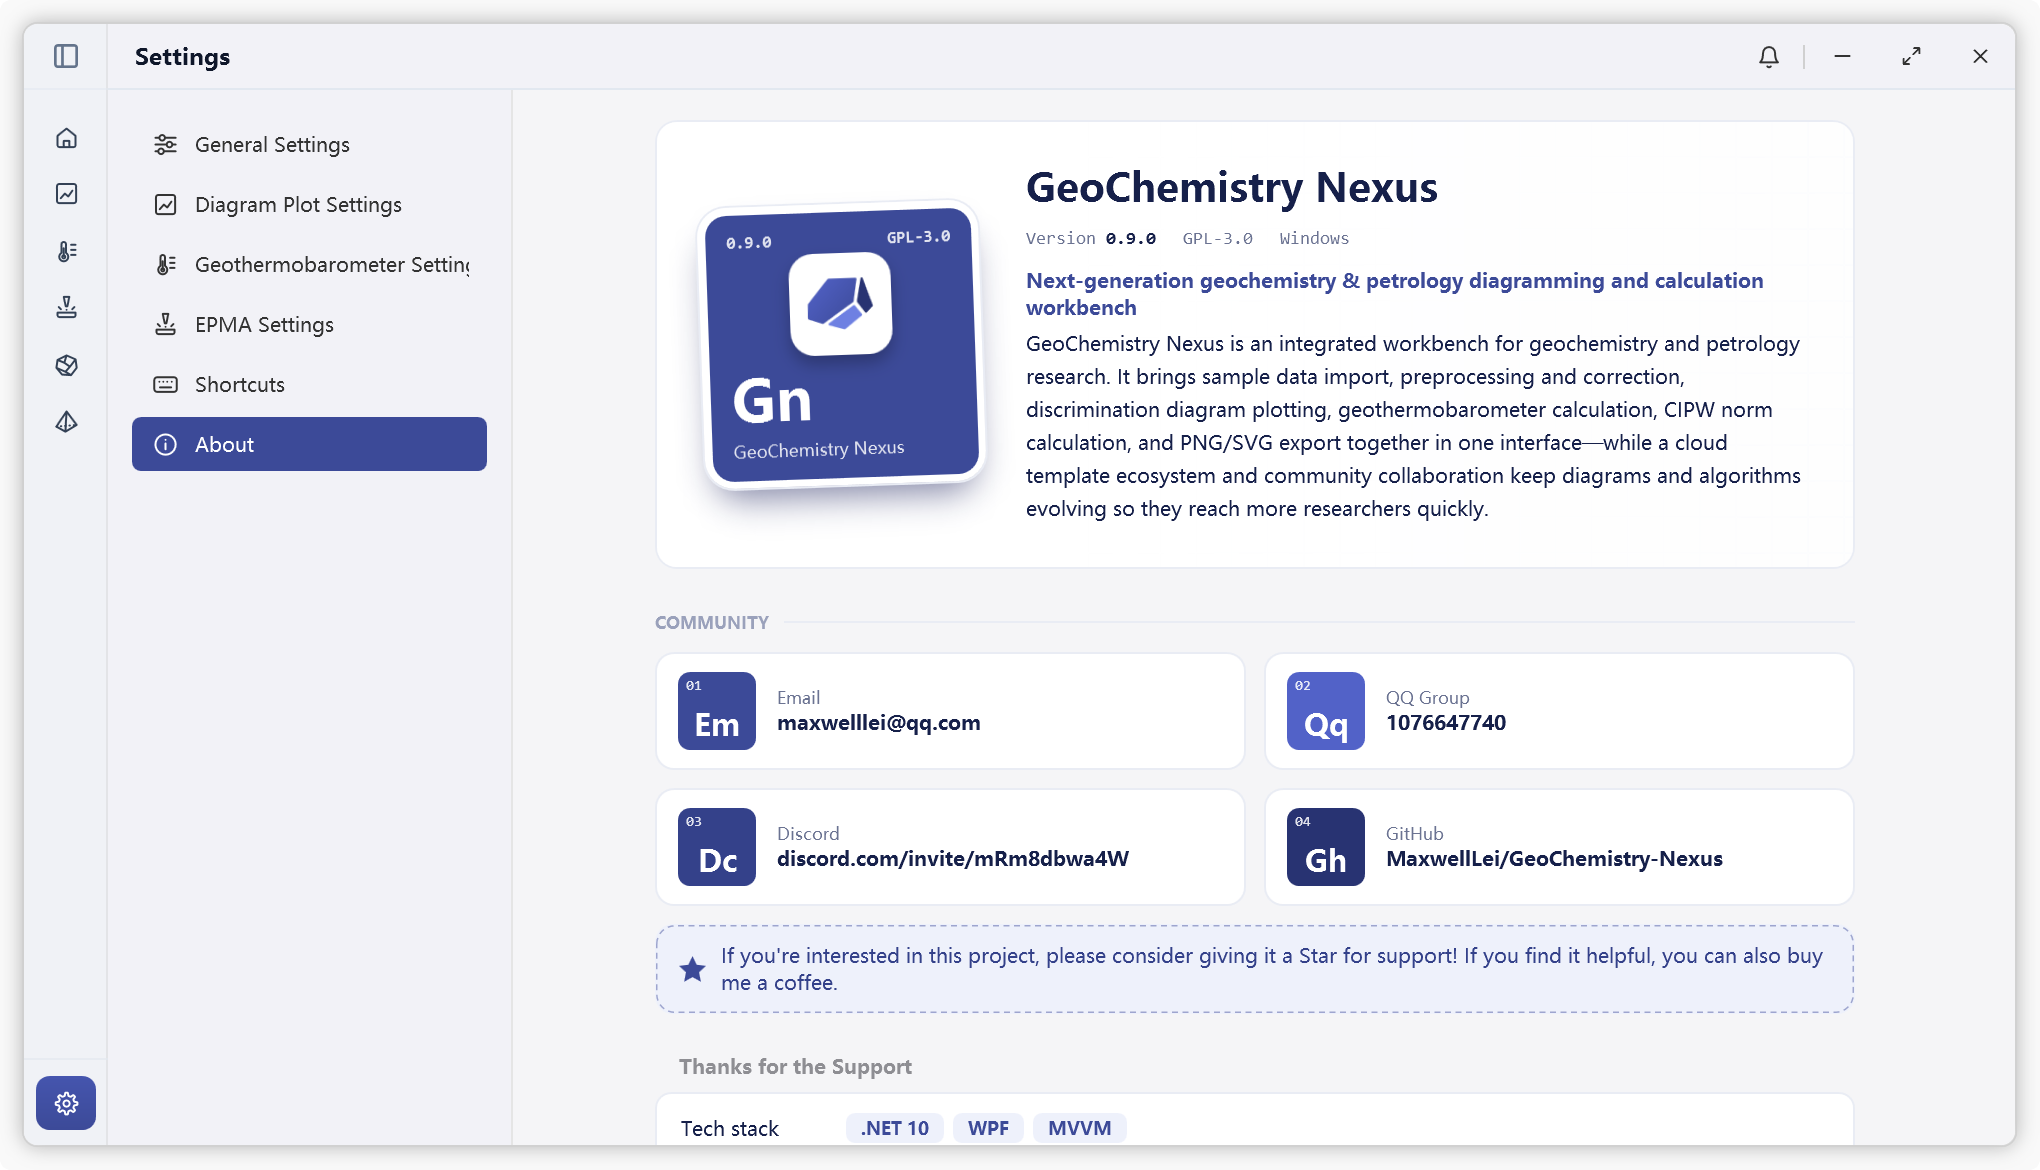 Settings
General Settings
Diagram Plot Settings
Geothermobarometer Setting
EPMA Settings
Shortcuts
About
0.9.0 GPL-3.0
Gn
GeoChemistry Nexus
GeoChemistry Nexus
Version 0.9.0 GPL-3.0 Windows
Next-generation geochemistry & petrology diagramming and calculation
workbench
GeoChemistry Nexus is an integrated workbench for geochemistry and petrology
research. It brings sample data import, preprocessing and correction,
discrimination diagram plotting, geothermobarometer calculation, CIPW norm
calculation, and PNG/SVG export together in one interface—while a cloud
template ecosystem and community collaboration keep diagrams and algorithms
evolving so they reach more researchers quickly.
COMMUNITY
01
Em
Email
maxwelllei@qq.com
02
Qq
QQ Group
1076647740
03
Dc
Discord
discord.com/invite/mRm8dbwa4W
04
Gh
GitHub
MaxwellLei/GeoChemistry-Nexus
If you're interested in this project, please consider giving it a Star for support! If you find it helpful, you can also buy
me a coffee.
Thanks for the Support
Tech stack .NET 10 WPF MVVM